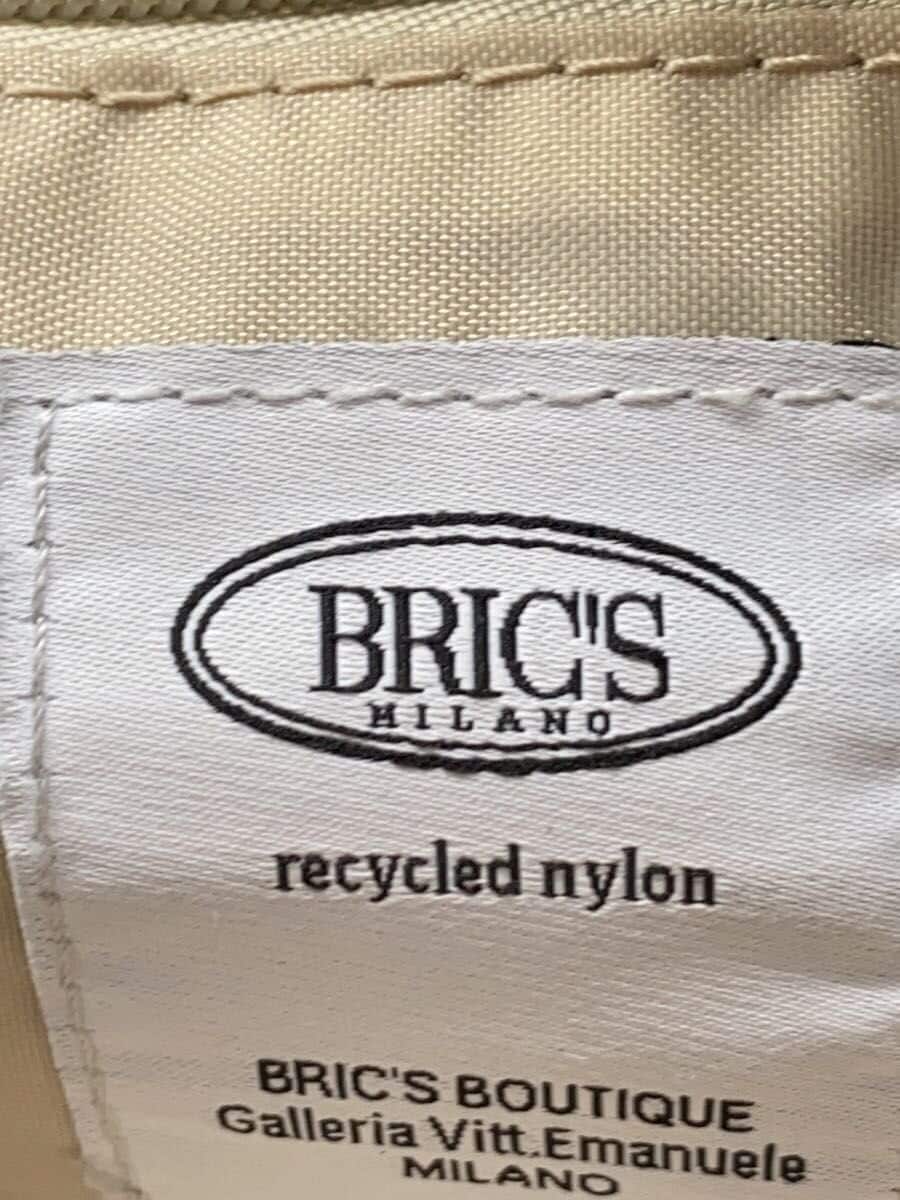 BRIC'S
MILANO
recycled nylon
BRIC'S BOUTIQUE
Galleria Vitt.Emanuele
MILANO